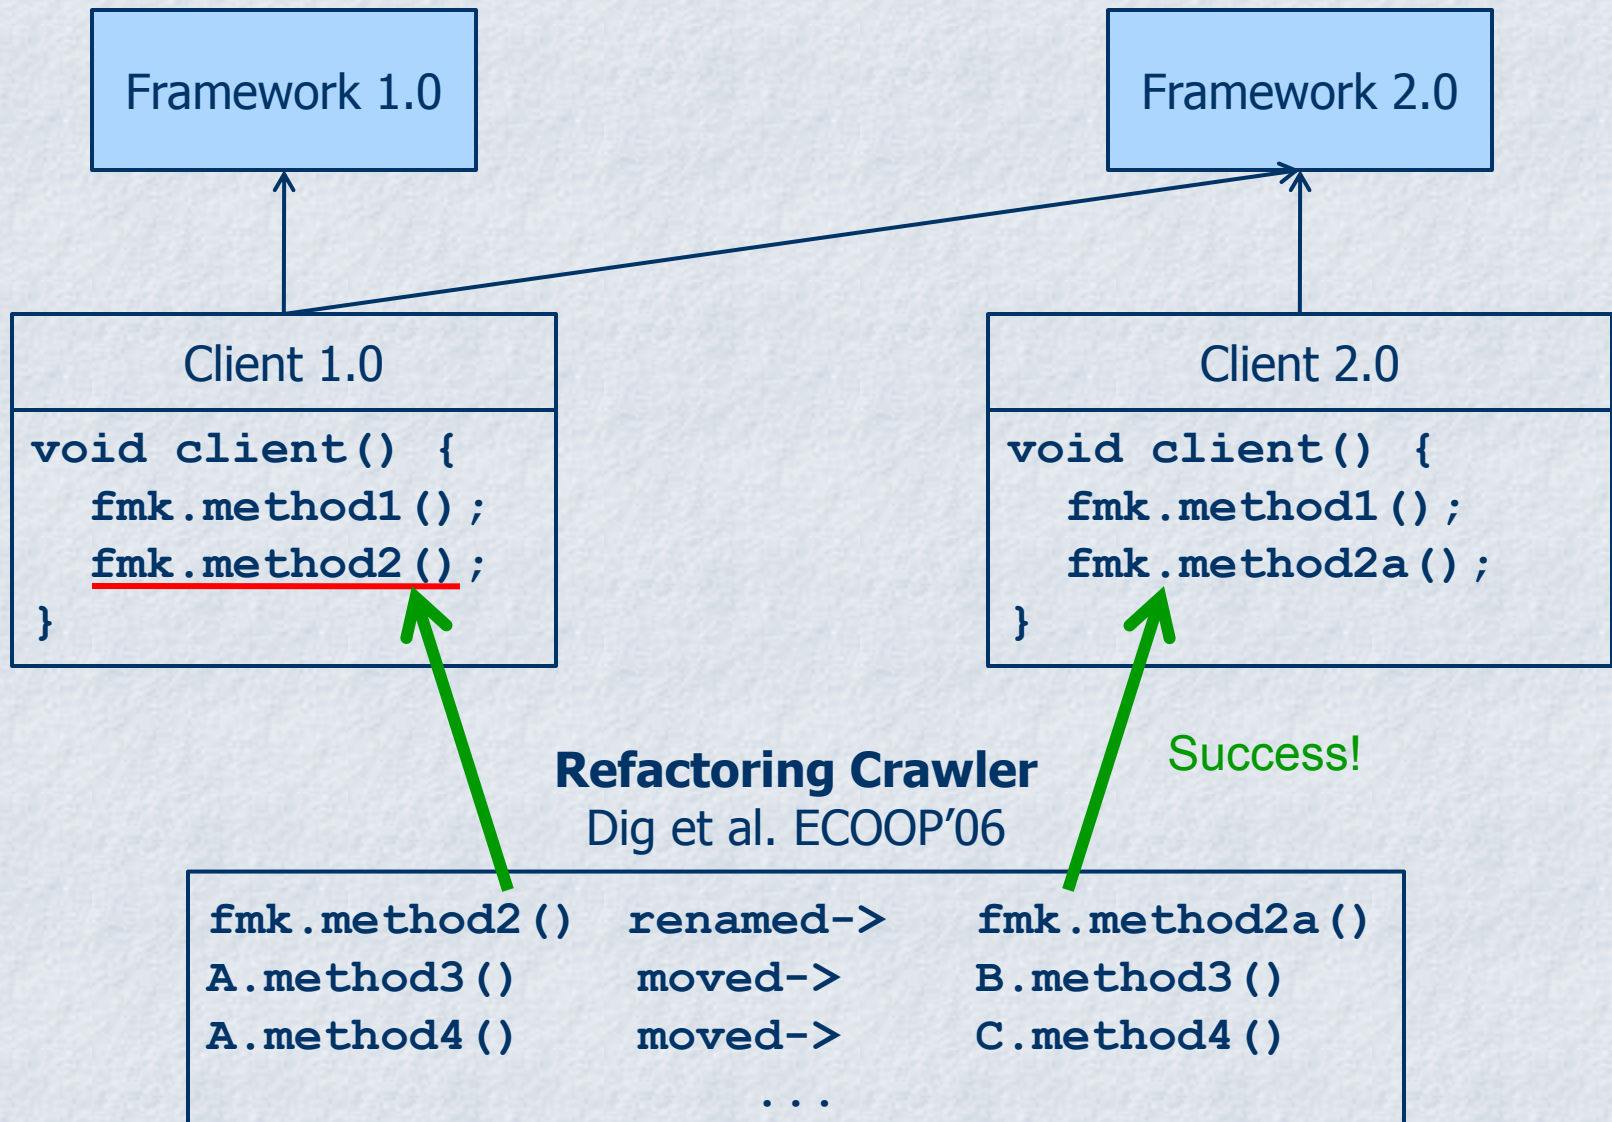 Framework 1.0
Framework 2.0
Client 1.0
void client() {
fmk.method1();
fmk.method2();
}
Client 2.0
void client() {
fmk.method1();
fmk.method2a();
}
Success!
Refactoring Crawler
Dig et al. ECOOP’06
fmk.method2() renamed-> fmk.method2a()
A.method3() moved-> B.method3()
A.method4() moved-> C.method4()
...